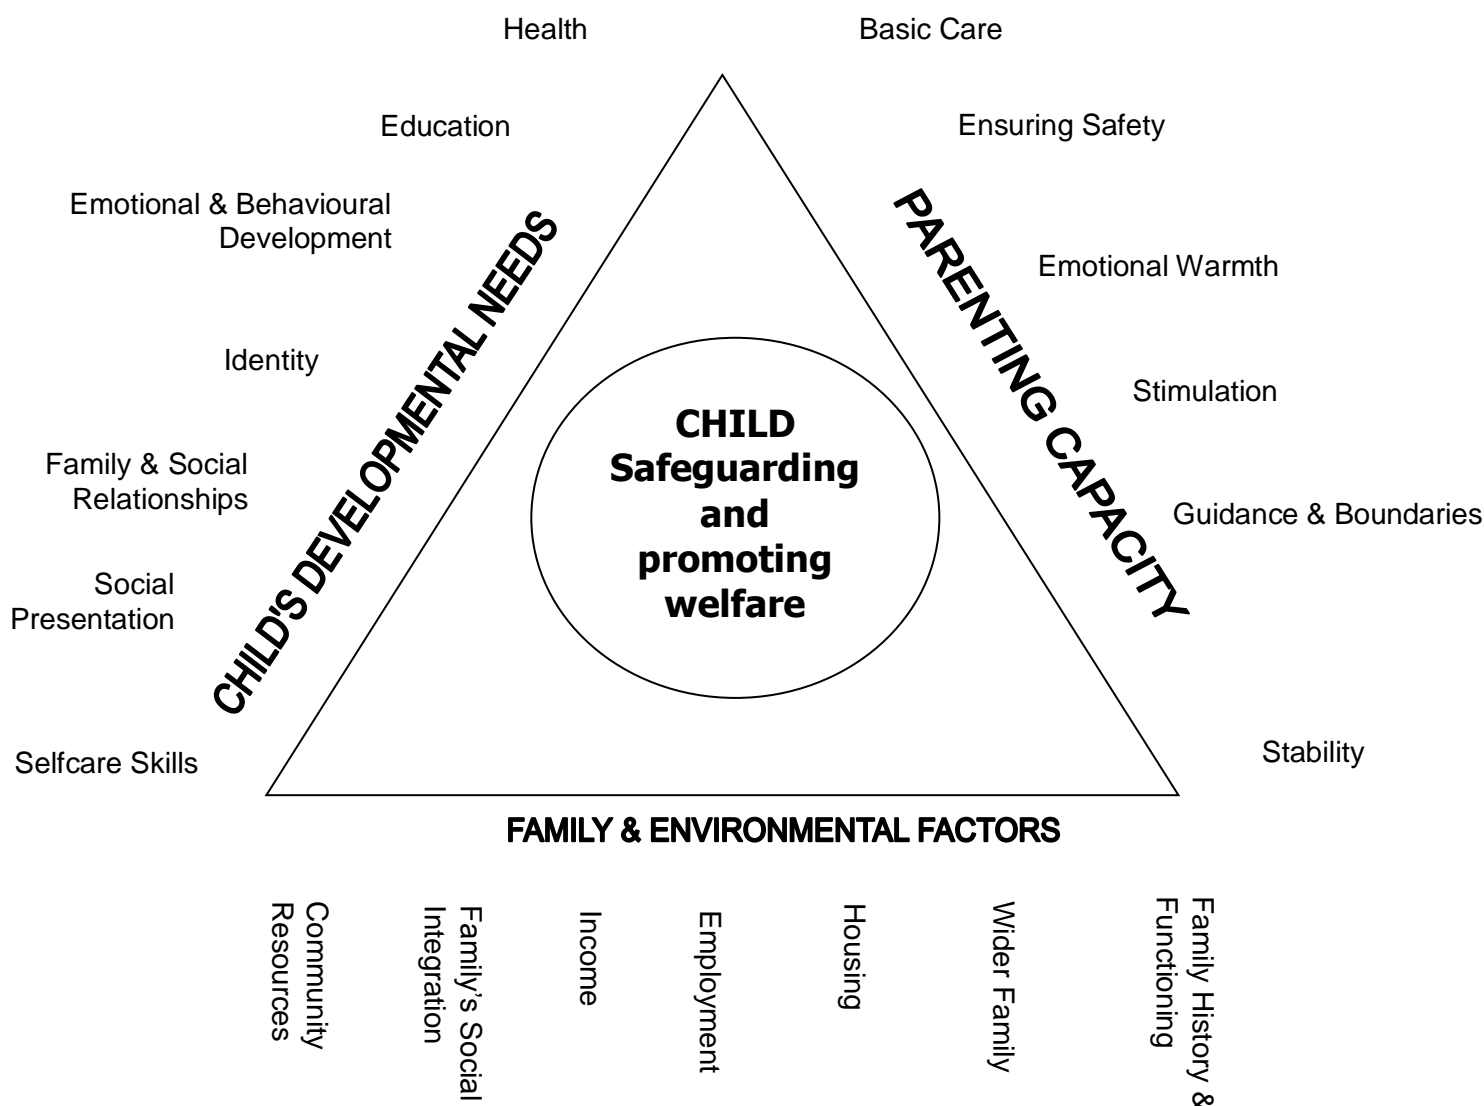 Health
Basic Care
Education
Ensuring Safety
Emotional & Behavioural
Development
Emotional Warmth
Identity
Stimulation
Family & Social
Relationships
Guidance & Boundaries
Social
Presentation
Selfcare Skills
Stability
CHILD'S DEVELOPMENTAL NEEDS
PARENTING CAPACITY
CHILD
Safeguarding
and
promoting
welfare
FAMILY & ENVIRONMENTAL FACTORS
Community
Resources
Family’s Social
Integration
Income
Employment
Housing
Wider Family
Family History &
Functioning